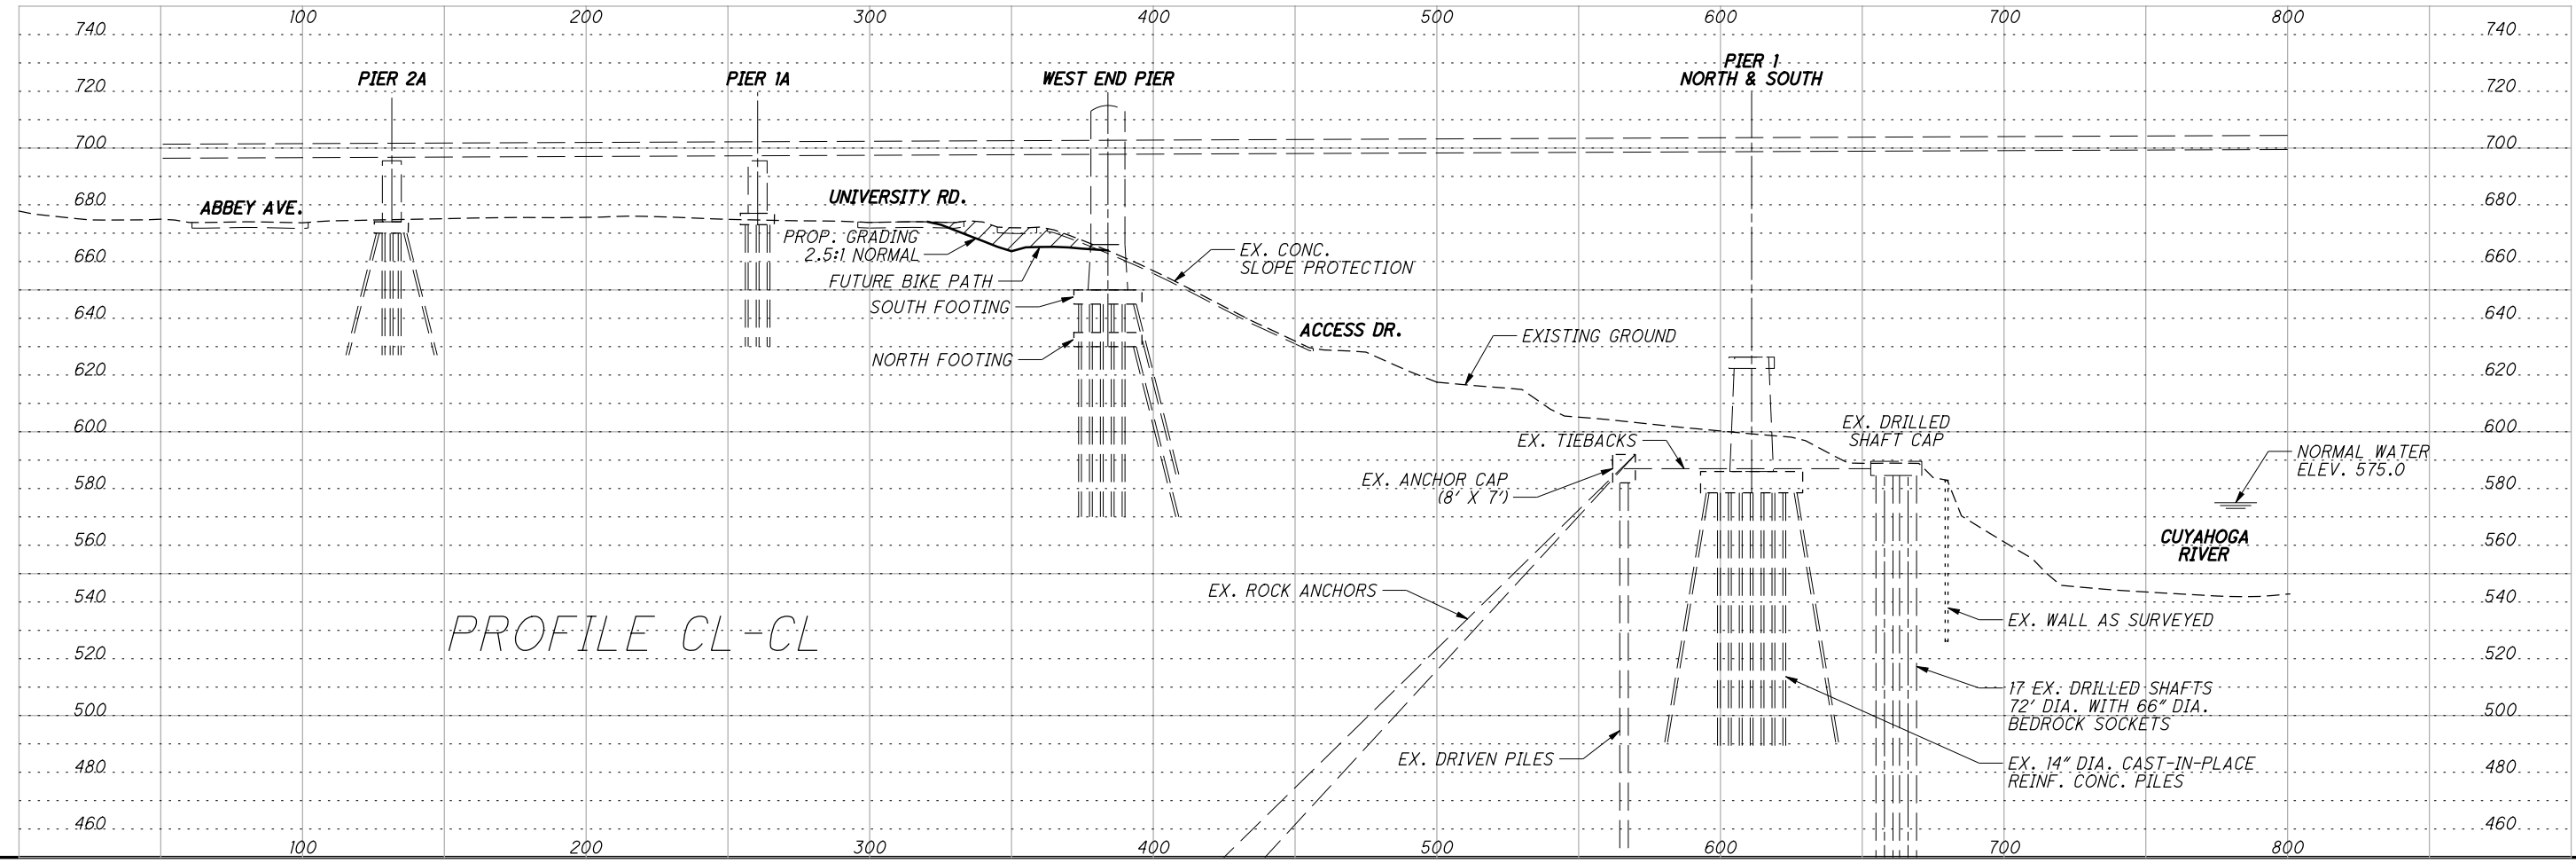 100 200 300 400 500 600 700 800
740 740
PIER 1
720 PIER 2A PIER 1A WEST END PIER NORTH & SOUTH 720
700 700
680 ABBEY AVE. UNIVERSITY RD. 680
PROP. GRADING
2.5:1 NORMAL
EX. CONC.
SLOPE PROTECTION
660 660
FUTURE BIKE PATH
SOUTH FOOTING
640 640
ACCESS DR.
EXISTING GROUND
NORTH FOOTING
620 620
EX. DRILLED
SHAFT CAP
600 600
EX. TIEBACKS
NORMAL WATER
ELEV. 575.0
EX. ANCHOR CAP
(8' X 7')
580 580
CUYAHOGA
RIVER
560 560
EX. ROCK ANCHORS
540 540
EX. WALL AS SURVEYED
PROFILE CL-CL
520 520
17 EX. DRILLED SHAFTS
72' DIA. WITH 66" DIA.
BEDROCK SOCKETS
500 500
EX. DRIVEN PILES
EX. 14" DIA. CAST-IN-PLACE
REINF. CONC. PILES
480 480
460 460
100 200 300 400 500 600 700 800